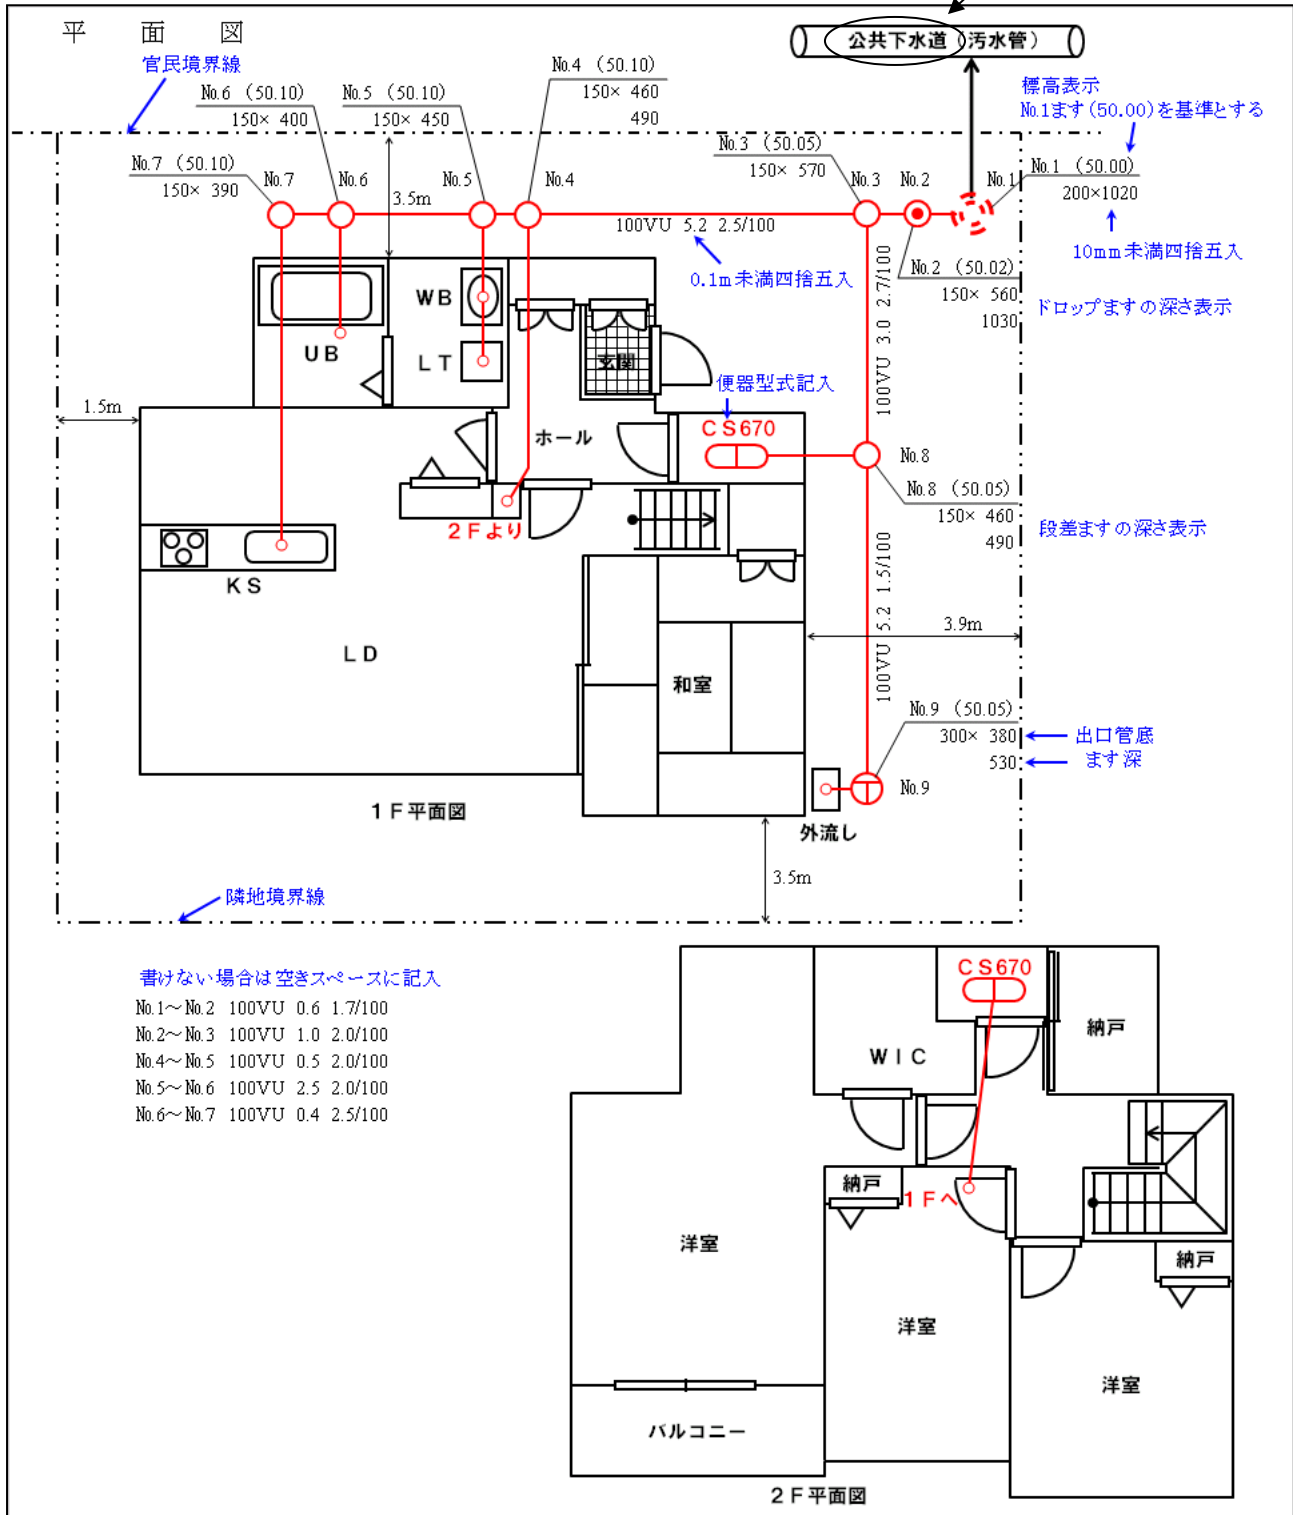 平 面 図
公共下水道(汚水管)
官民境界線
No.4 (50.10)
150× 460
490
No.6 (50.10)
150× 400
No.5 (50.10)
150× 450
標高表示
No.1ます(50.00)を基準とする
No.7 (50.10)
150× 390
No.3 (50.05)
150× 570
No.1 (50.00)
200×1020
No.7
No.6
No.5
No.4
No.3
No.2
No.1
3.5m
100VU 5.2 2.5/100
0.1m未満四捨五入
10mm未満四捨五入
No.2 (50.02)
150× 560
1030
ドロップますの深さ表示
100VU 3.0 2.7/100
WB
UB
LT
玄関
便器型式記入
1.5m
CS670
ホール
No.8
No.8 (50.05)
150× 460
490
段差ますの深さ表示
2Fより
KS
100VU 5.2 1.5/100
3.9m
LD
和室
No.9 (50.05)
300× 380
530
出口管底
ます深
No.9
1F平面図
外流し
3.5m
隣地境界線
書けない場合は空きスペースに記入
No.1~No.2 100VU 0.6 1.7/100
No.2~No.3 100VU 1.0 2.0/100
No.4~No.5 100VU 0.5 2.0/100
No.5~No.6 100VU 2.5 2.0/100
No.6~No.7 100VU 0.4 2.5/100
CS670
納戸
WIC
納戸
1Fへ
洋室
納戸
洋室
洋室
バルコニー
2F平面図